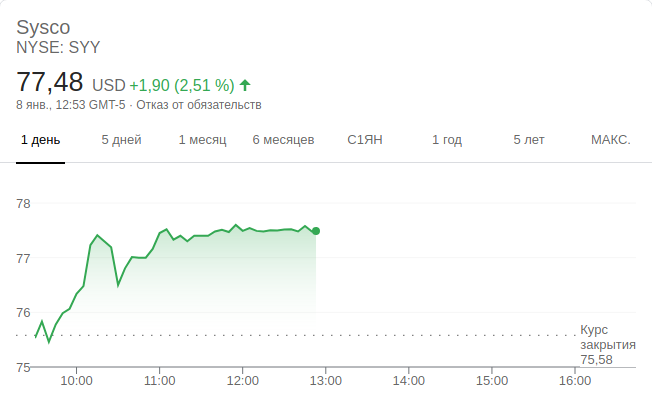 Sysco
NYSE: SYY
77,48 USD +1,90 (2,51 %)
8 янв., 12:53 GMT-5 · Отказ от обязательств
1 день 5 дней 1 месяц 6 месяцев С1ЯН 1 год 5 лет МАКС.
78
77
76
75
Курс
закрытия
75,58
10:00 11:00 12:00 13:00 14:00 15:00 16:00